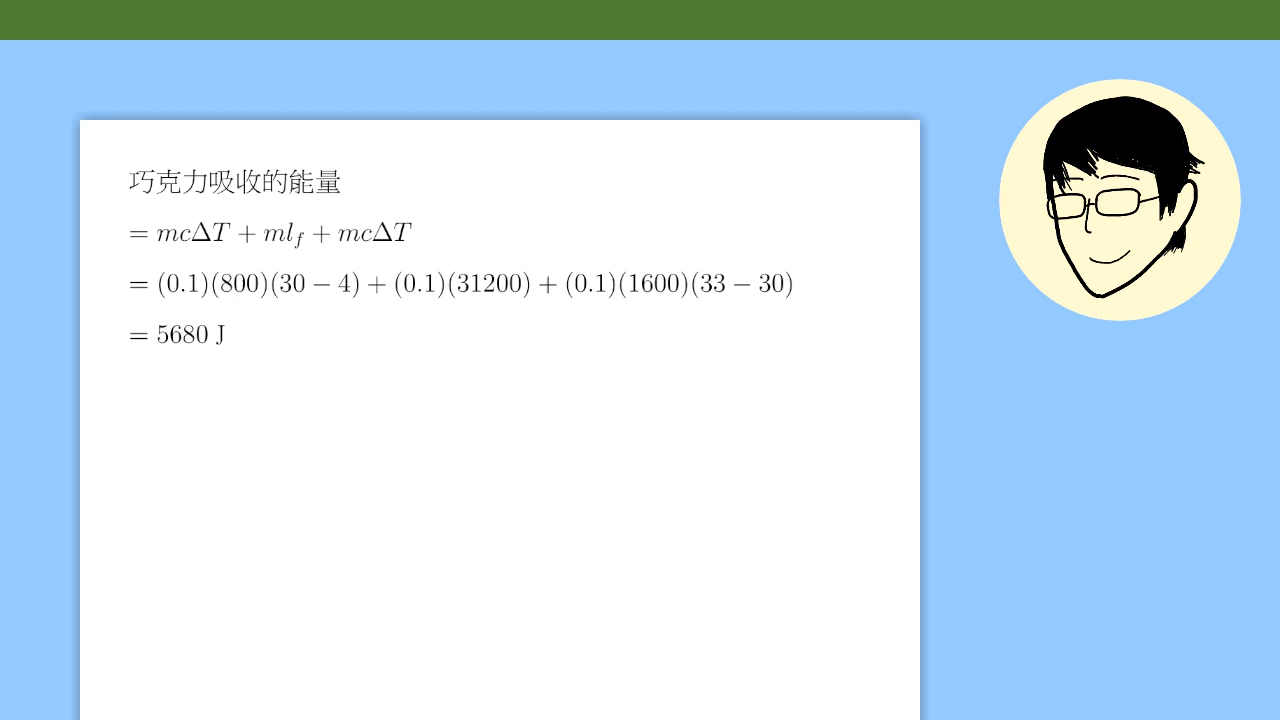 巧克力吸收的能量
= mcΔT + ml_f + mcΔT
= (0.1)(800)(30 − 4) + (0.1)(31200) + (0.1)(1600)(33 − 30)
= 5680 J